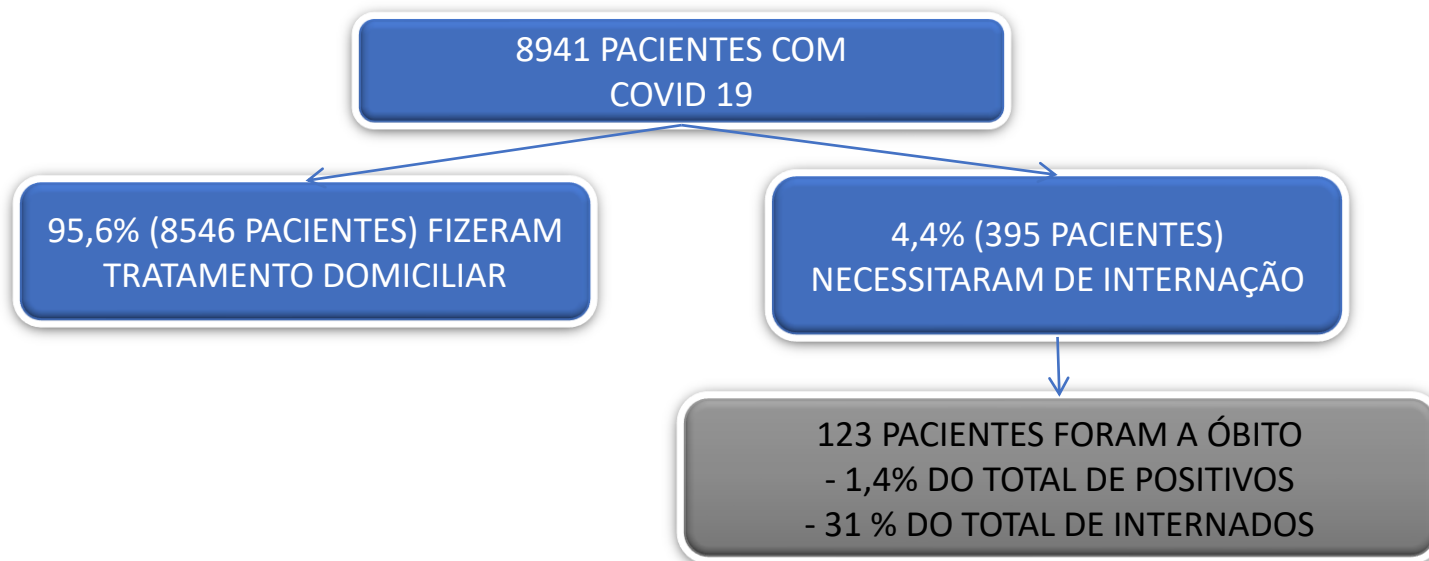 8941 PACIENTES COM
COVID 19
95,6% (8546 PACIENTES) FIZERAM
TRATAMENTO DOMICILIAR
4,4% (395 PACIENTES)
NECESSITARAM DE INTERNAÇÃO
123 PACIENTES FORAM A ÓBITO
- 1,4% DO TOTAL DE POSITIVOS
- 31 % DO TOTAL DE INTERNADOS